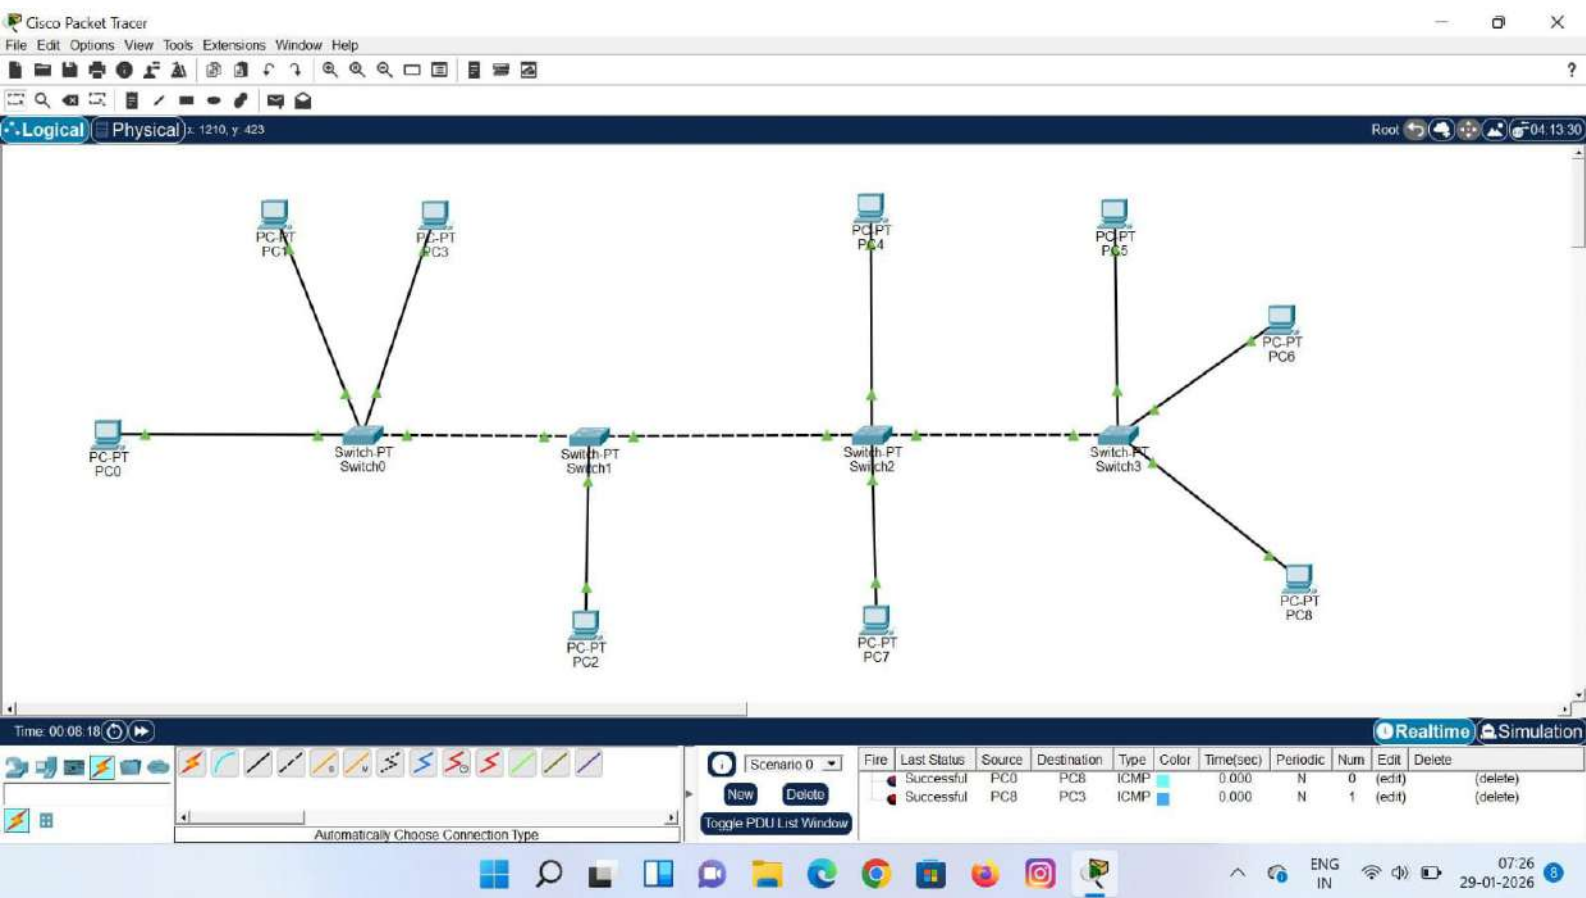 Cisco Packet Tracer
File Edit Options View Tools Extensions Window Help
?
Logical Physical x: 1210, y: 423
Root 04:13:30
PC-PT
PC1
PC-PT
PC3
PC-PT
PC4
PC-PT
PC5
PC-PT
PC6
PC-PT
PC0
Switch-PT
Switch0
Switch-PT
Switch1
Switch-PT
Switch2
Switch-PT
Switch3
PC-PT
PC8
PC-PT
PC2
PC-PT
PC7
Time: 00:08:18
Realtime Simulation
Scenario 0
New Delete
Toggle PDU List Window
Automatically Choose Connection Type
Fire Last Status Source Destination Type Color Time(sec) Periodic Num Edit Delete
Successful PC0 PC8 ICMP 0.000 N 0 (edit) (delete)
Successful PC8 PC3 ICMP 0.000 N 1 (edit) (delete)
ENG
IN
07:26
29-01-2026
8